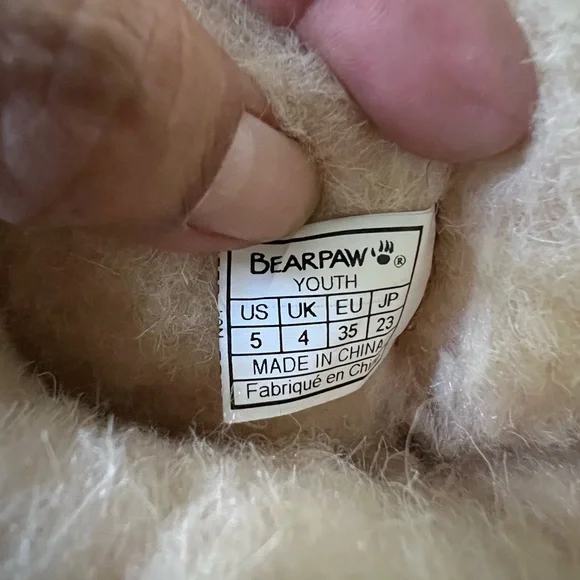 BEARPAW ®
YOUTH
US UK EU JP
5 4 35 23
MADE IN CHINA
Fabriqué en